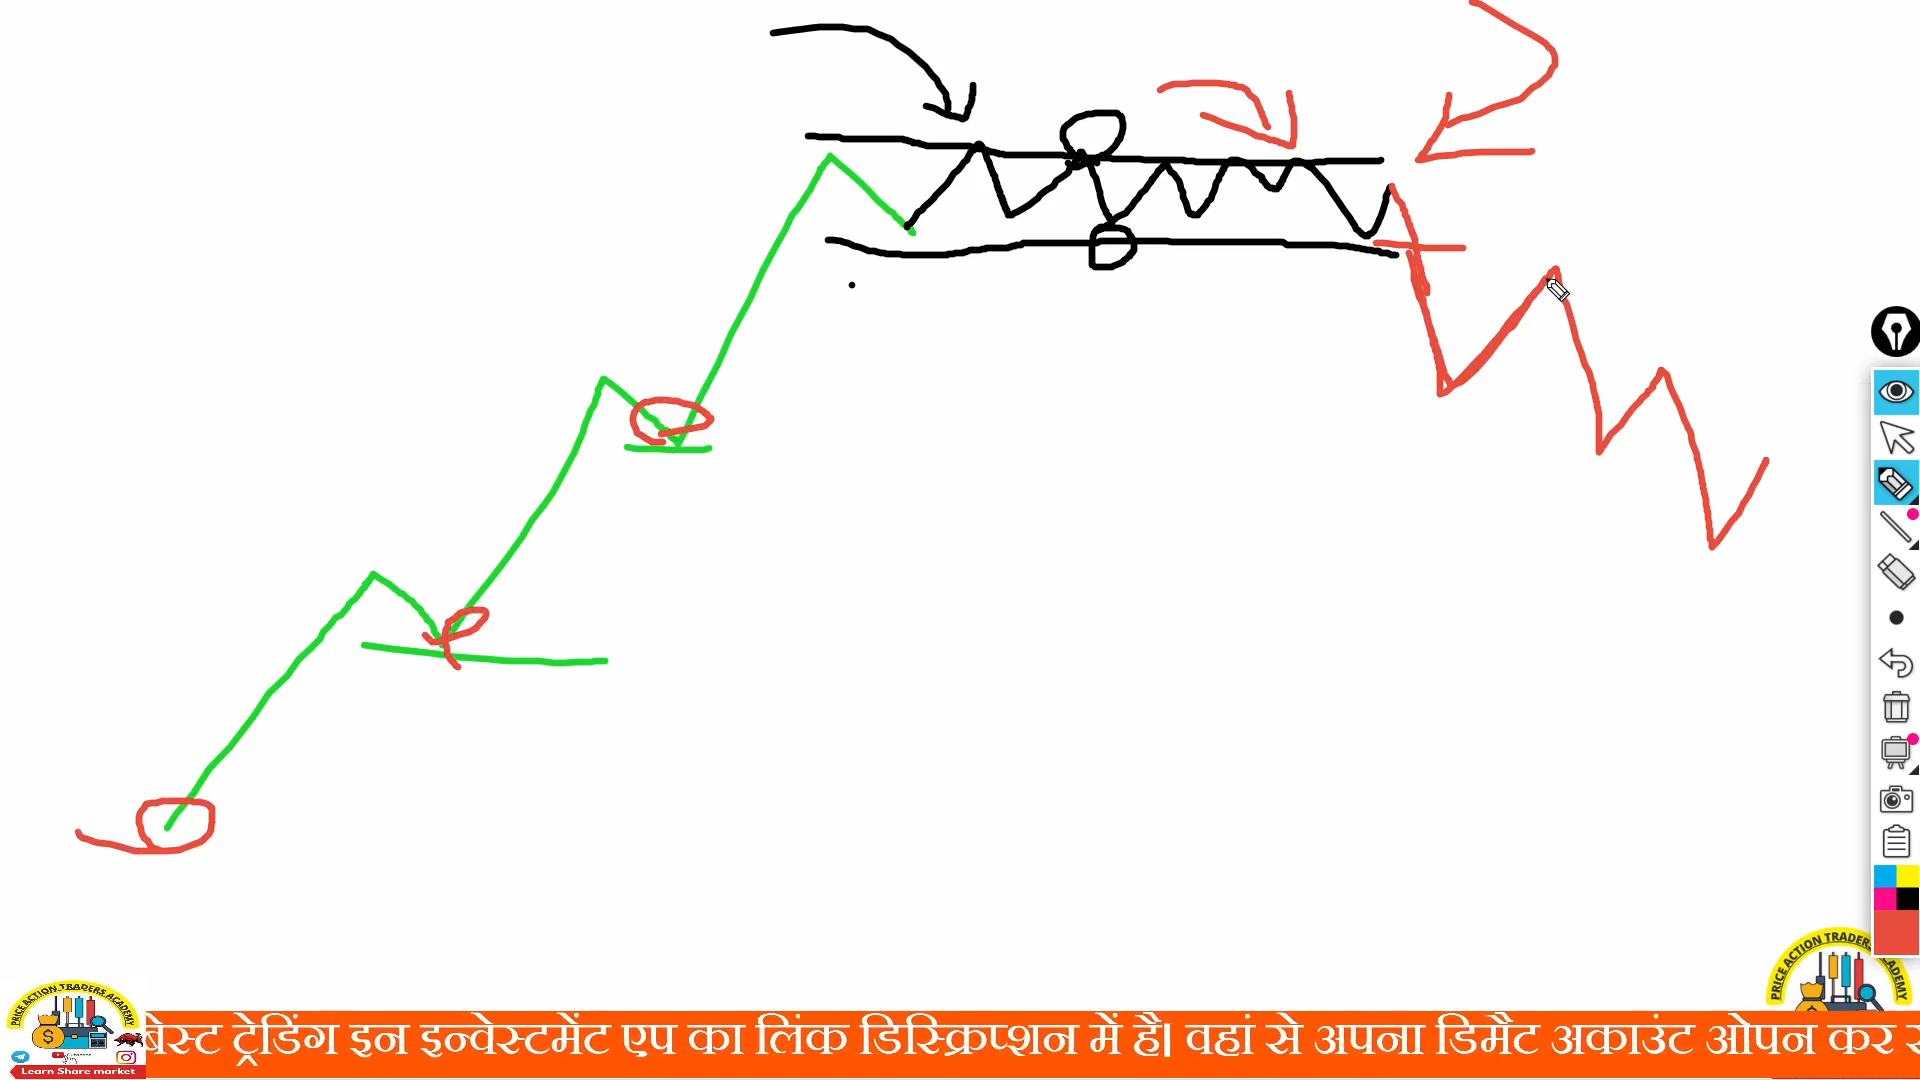 PRICE ACTION TRADERS ACADEMY
PRICE ACTION TRADERS ACADEMY
Learn Share market
बेस्ट ट्रेडिंग इन इन्वेस्टमेंट एप का लिंक डिस्क्रिप्शन में है। वहां से अपना डिमैट अकाउंट ओपन कर